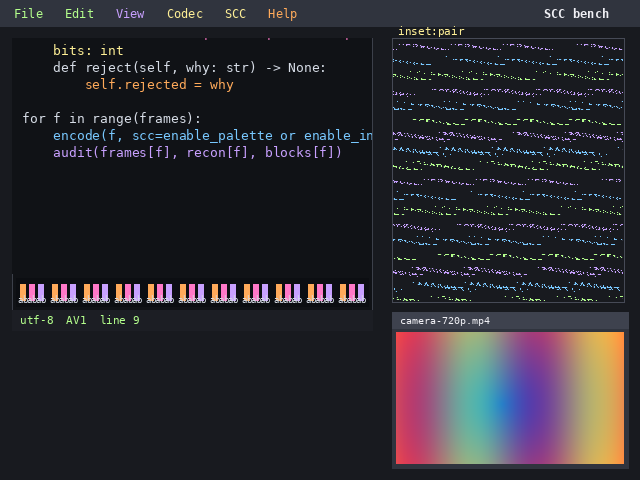 File Edit View Codec SCC Help SCC bench
inset:pair
bits: int
def reject(self, why: str) -> None:
self.rejected = why
for f in range(frames):
encode(f, scc=enable_palette or enable_in
audit(frames[f], recon[f], blocks[f])
utf-8 AV1 line 9
camera-720p.mp4